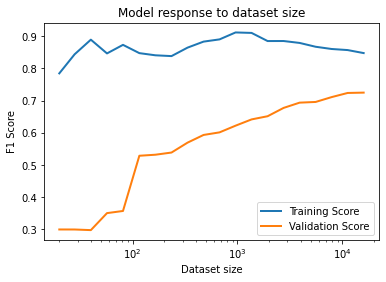 Model response to dataset size
F1 Score
0.9
0.8
0.7
0.6
0.5
0.4
0.3
Training Score
Validation Score
10²
10³
10⁴
Dataset size